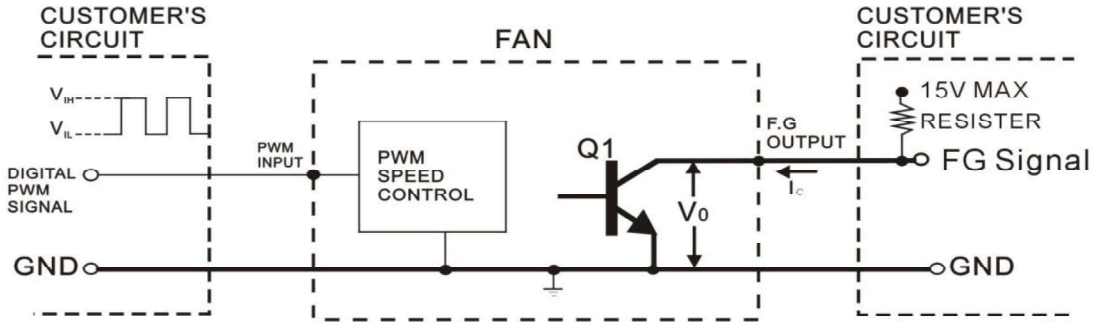 CUSTOMER'S
CIRCUIT
FAN
CUSTOMER'S
CIRCUIT
VIH
VIL
15V MAX
RESISTER
PWM
INPUT
F.G
OUTPUT
PWM
SPEED
CONTROL
Q1
FG Signal
DIGITAL
PWM
SIGNAL
Ic
V0
GND
GND